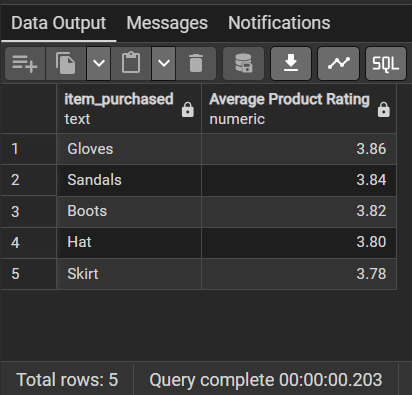 Data Output Messages Notifications
SQL
item_purchased Average Product Rating
text numeric
1 Gloves 3.86
2 Sandals 3.84
3 Boots 3.82
4 Hat 3.80
5 Skirt 3.78
Total rows: 5 Query complete 00:00:00.203